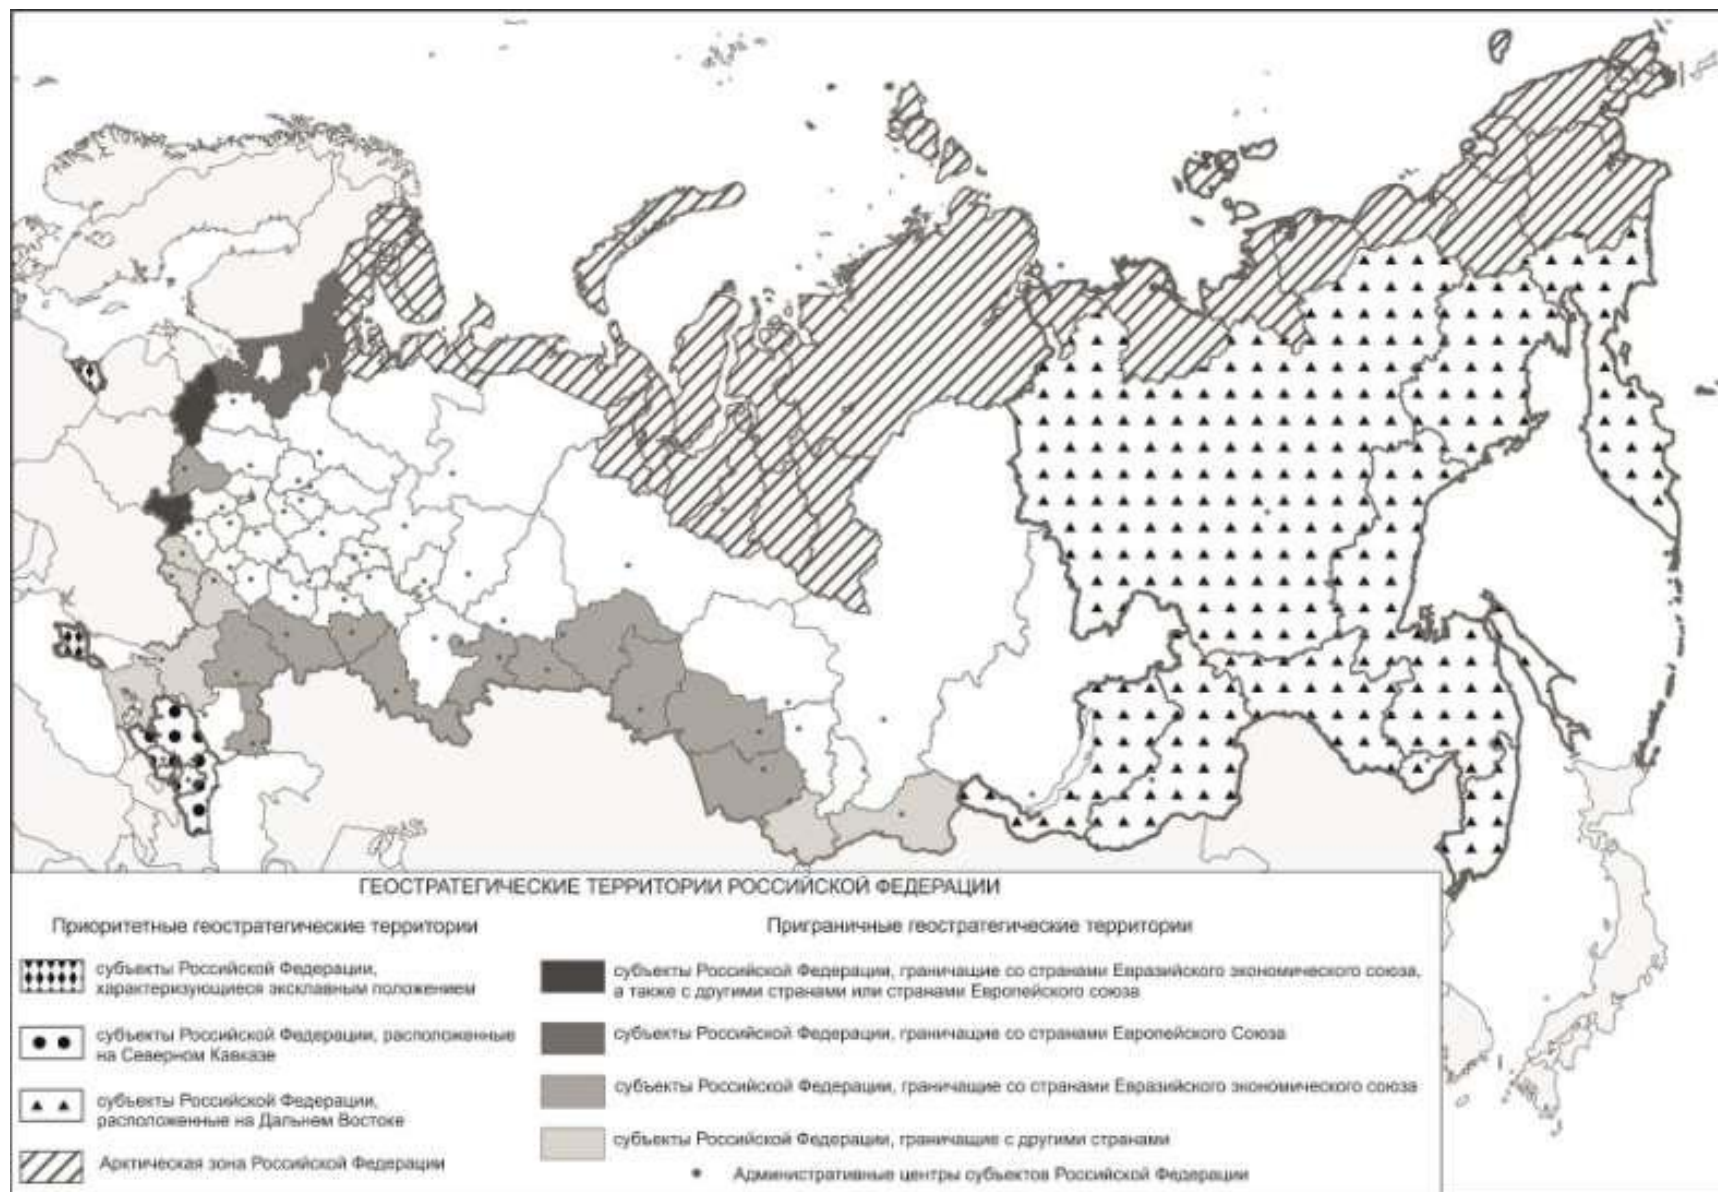 ГЕОСТРАТЕГИЧЕСКИЕ ТЕРРИТОРИИ РОССИЙСКОЙ ФЕДЕРАЦИИ
Приоритетные геостратегические территории
субъекты Российской Федерации,
характеризующиеся эксклавным положением
субъекты Российской Федерации, расположенные
на Северном Кавказе
субъекты Российской Федерации,
расположенные на Дальнем Востоке
Арктическая зона Российской Федерации
Приграничные геостратегические территории
субъекты Российской Федерации, граничащие со странами Евразийского экономического союза,
а также с другими странами или странами Европейского союза
субъекты Российской Федерации, граничащие со странами Европейского Союза
субъекты Российской Федерации, граничащие со странами Евразийского экономического союза
субъекты Российской Федерации, граничащие с другими странами
Административные центры субъектов Российской Федерации